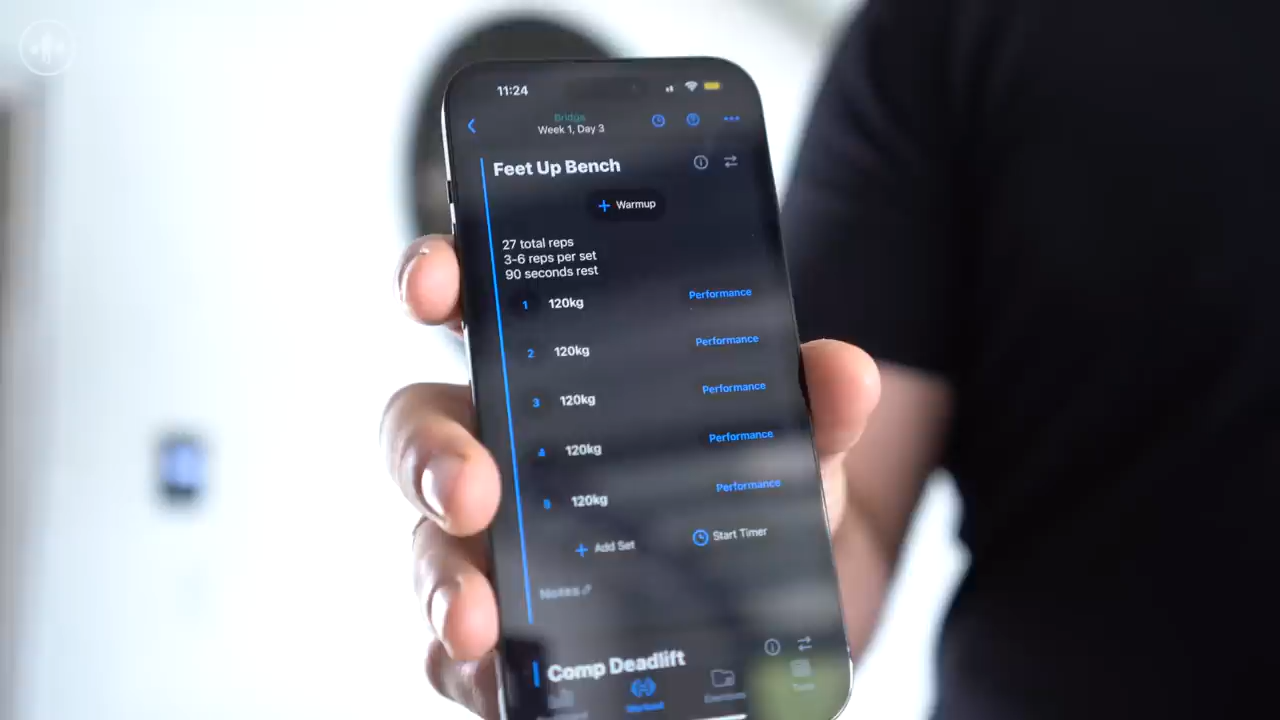 11:24
Bridge
Week 1, Day 3
Feet Up Bench
+ Warmup
27 total reps
3-6 reps per set
90 seconds rest
1 120kg Performance
2 120kg Performance
3 120kg Performance
4 120kg Performance
5 120kg Performance
+ Add Set Start Timer
Notes
Comp Deadlift
Workout